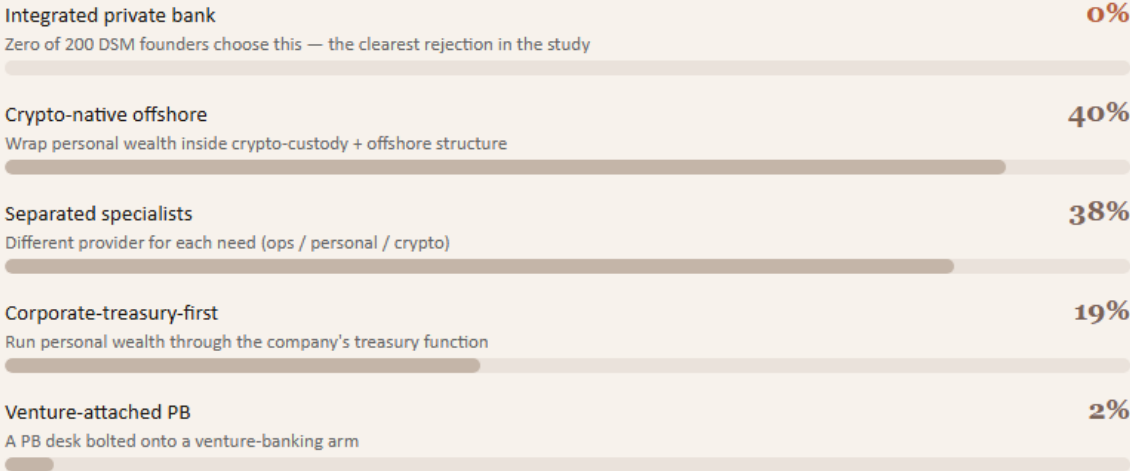 Integrated private bank 0%
Zero of 200 DSM founders choose this — the clearest rejection in the study
Crypto-native offshore 40%
Wrap personal wealth inside crypto-custody + offshore structure
Separated specialists 38%
Different provider for each need (ops / personal / crypto)
Corporate-treasury-first 19%
Run personal wealth through the company's treasury function
Venture-attached PB 2%
A PB desk bolted onto a venture-banking arm